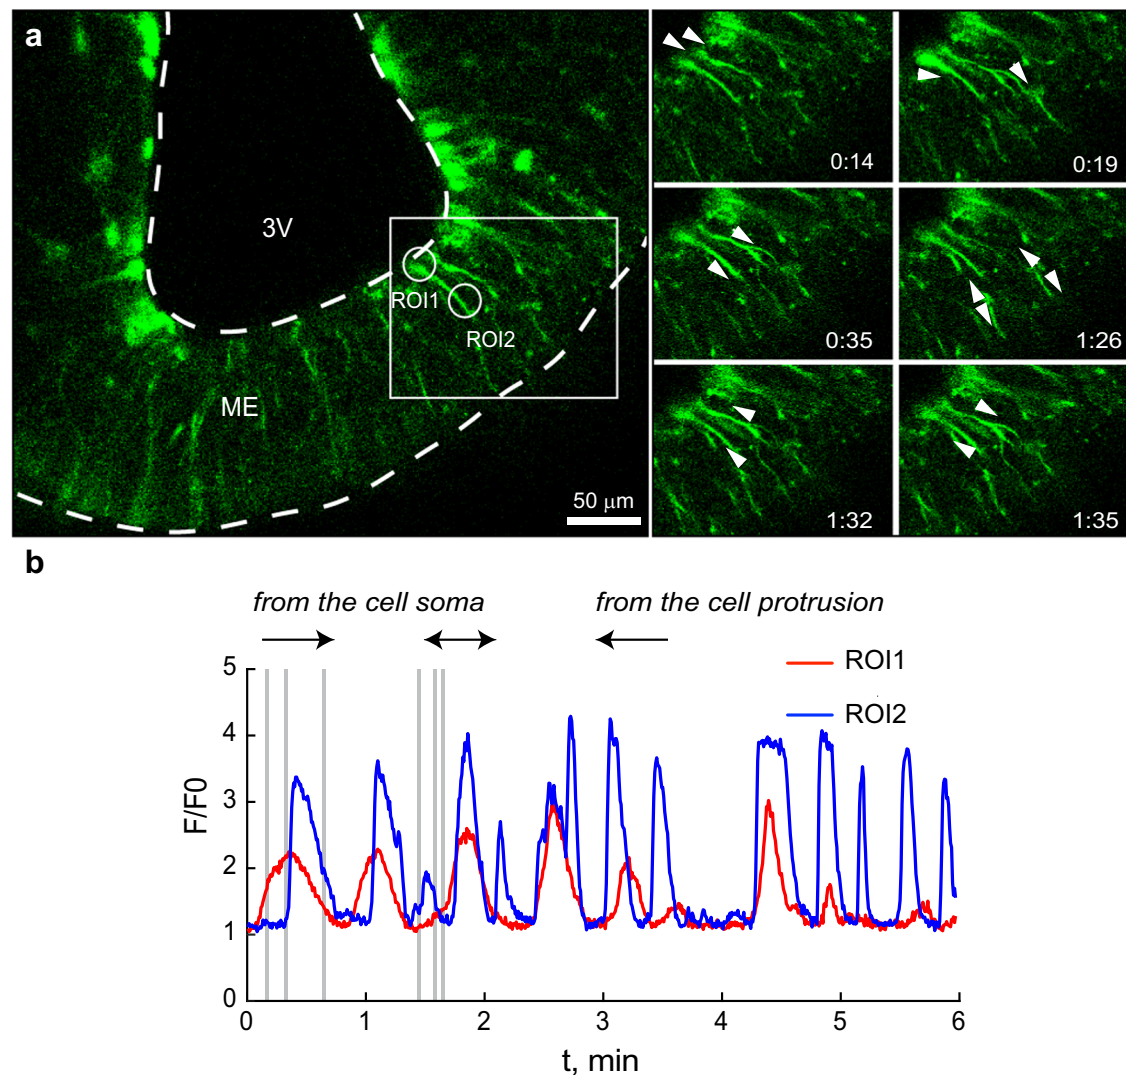 a
3V
ROI1
ROI2
ME
50 μm
0:14
0:19
0:35
1:26
1:32
1:35
b
from the cell soma
from the cell protrusion
ROI1
ROI2
F/F0
5
4
3
2
1
0
0 1 2 3 4 5 6
t, min